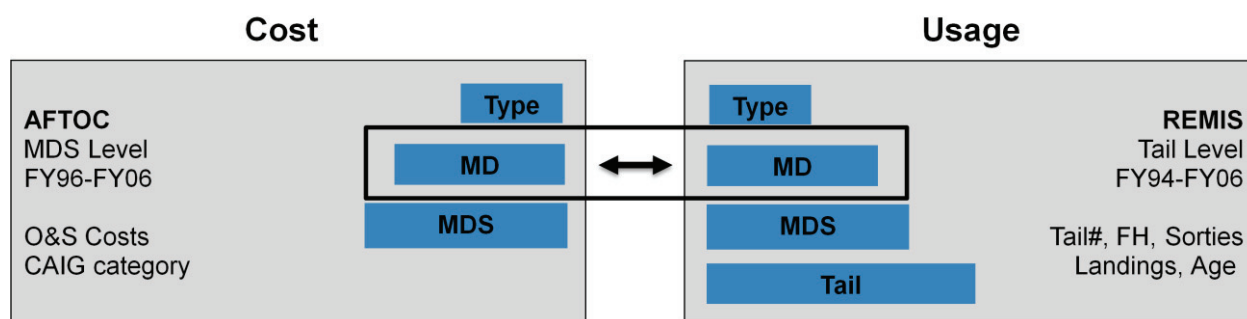 Cost
Usage
AFTOC
MDS Level
FY96-FY06
O&S Costs
CAIG category
Type
MD
MDS
Type
MD
MDS
Tail
REMIS
Tail Level
FY94-FY06
Tail#, FH, Sorties
Landings, Age